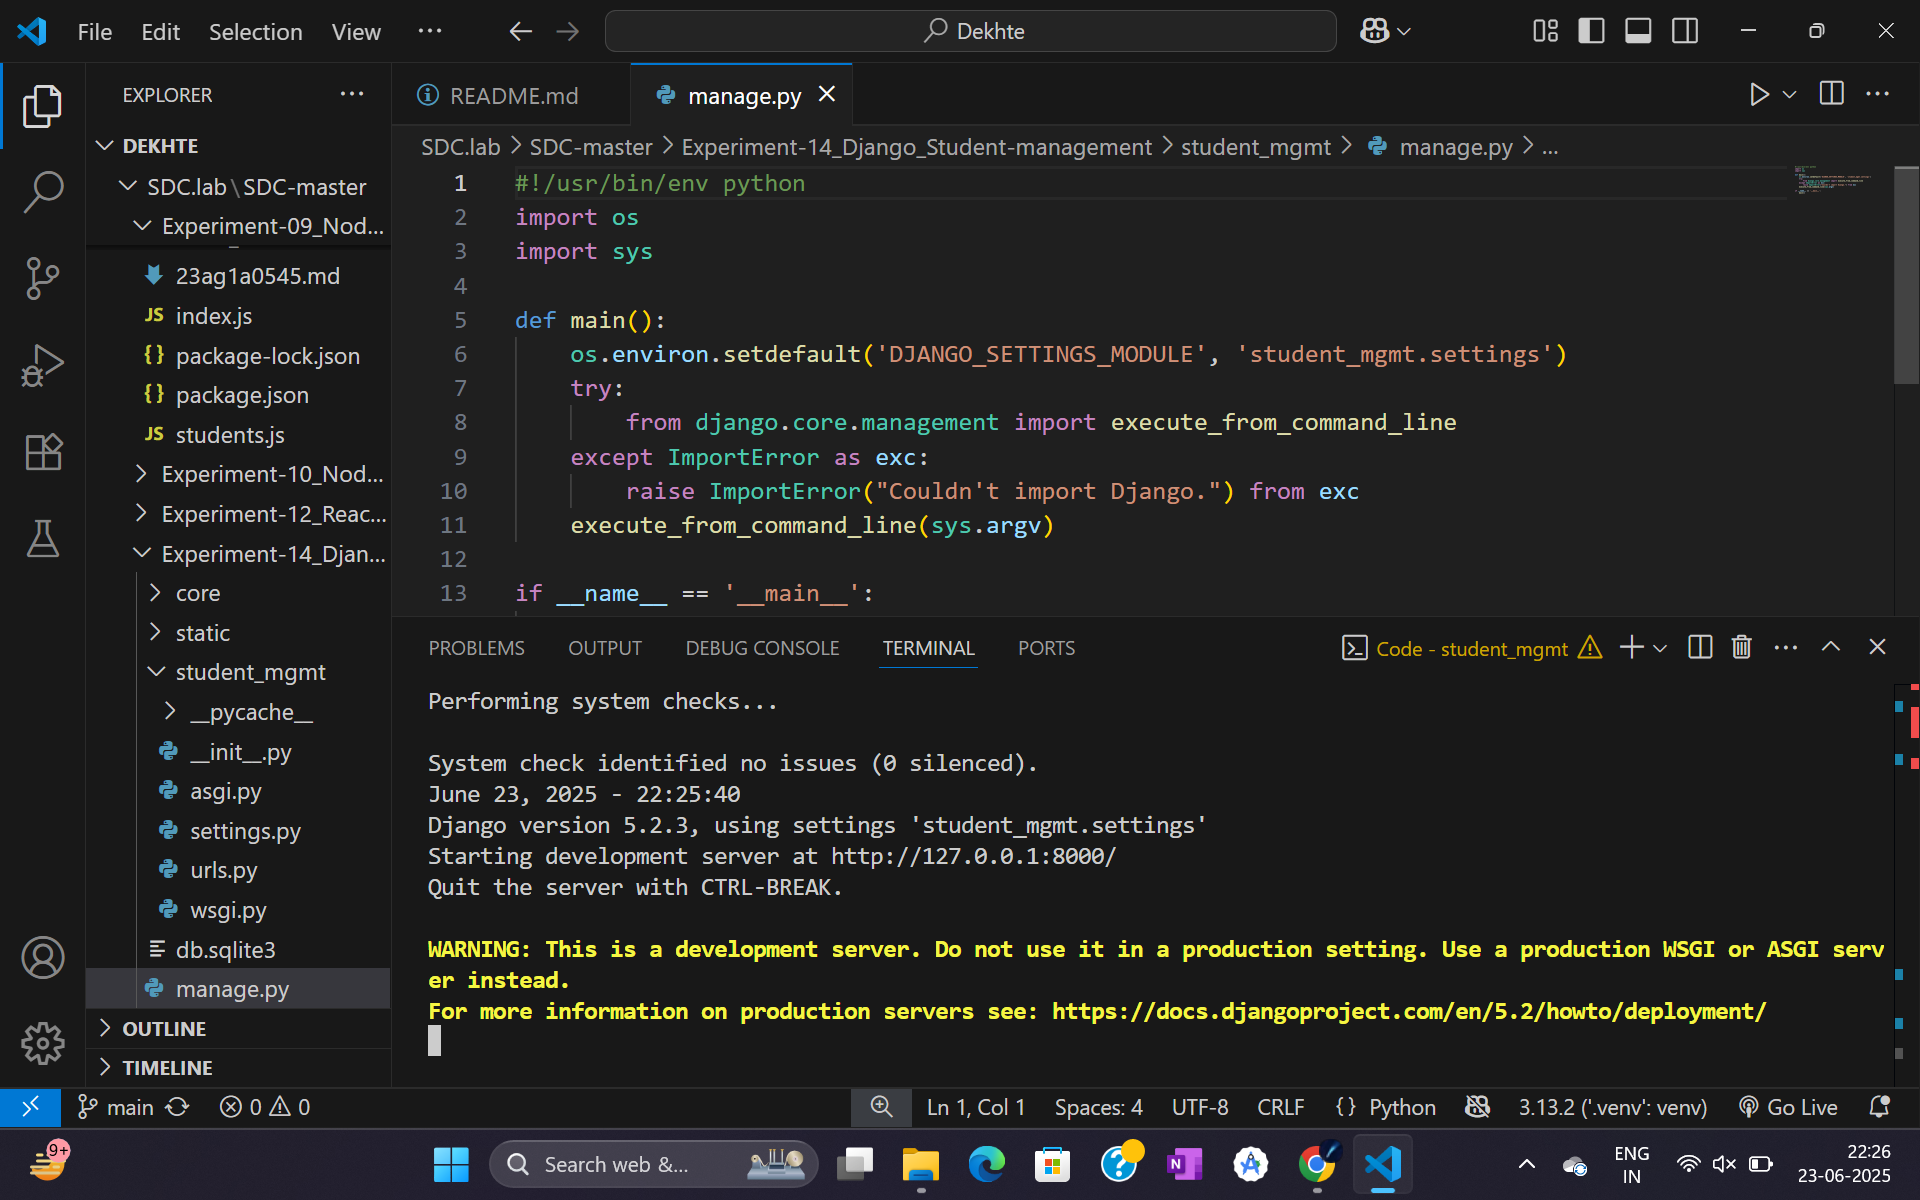 File Edit Selection View ··· Dekhte
EXPLORER ···
DEKHTE
SDC.lab\SDC-master
Experiment-09_Nod...
23ag1a0545.md
JS index.js
{} package-lock.json
{} package.json
JS students.js
Experiment-10_Nod...
Experiment-12_Reac...
Experiment-14_Djan...
core
static
student_mgmt
__pycache__
__init__.py
asgi.py
settings.py
urls.py
wsgi.py
db.sqlite3
manage.py
OUTLINE
TIMELINE
README.md manage.py
SDC.lab > SDC-master > Experiment-14_Django_Student-management > student_mgmt > manage.py > ...
1 #!/usr/bin/env python
2 import os
3 import sys
4
5 def main():
6 os.environ.setdefault('DJANGO_SETTINGS_MODULE', 'student_mgmt.settings')
7 try:
8 from django.core.management import execute_from_command_line
9 except ImportError as exc:
10 raise ImportError("Couldn't import Django.") from exc
11 execute_from_command_line(sys.argv)
12
13 if __name__ == '__main__':
PROBLEMS OUTPUT DEBUG CONSOLE TERMINAL PORTS Code - student_mgmt
Performing system checks...
System check identified no issues (0 silenced).
June 23, 2025 - 22:25:40
Django version 5.2.3, using settings 'student_mgmt.settings'
Starting development server at http://127.0.0.1:8000/
Quit the server with CTRL-BREAK.
WARNING: This is a development server. Do not use it in a production setting. Use a production WSGI or ASGI serv
er instead.
For more information on production servers see: https://docs.djangoproject.com/en/5.2/howto/deployment/
main 0 0 Ln 1, Col 1 Spaces: 4 UTF-8 CRLF {} Python 3.13.2 ('.venv': venv) Go Live
9+ Search web &... N ENG 22:26
IN 23-06-2025